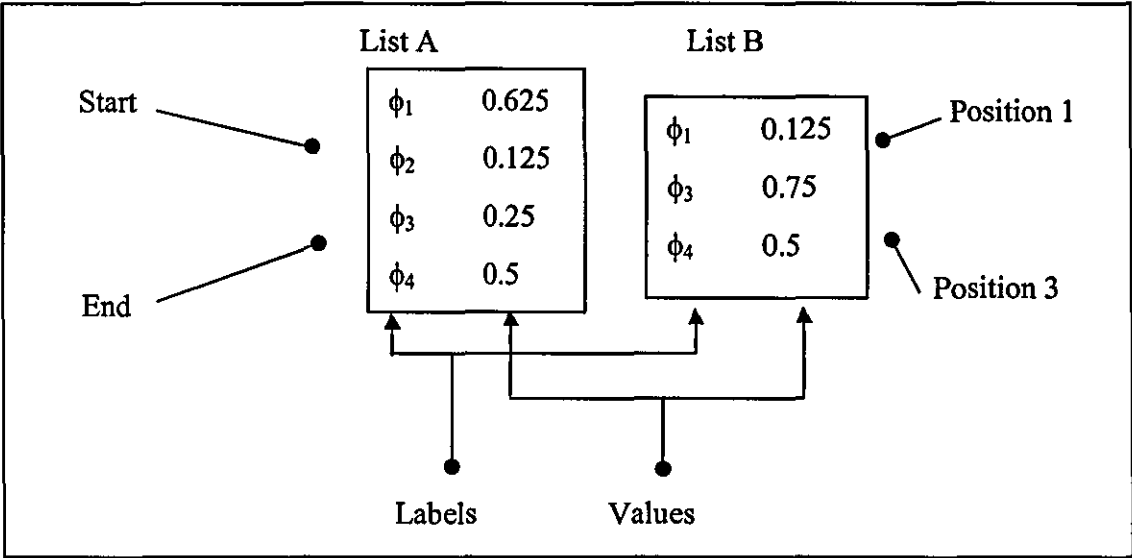 List A
List B
Start
φ₁ 0.625
φ₂ 0.125
φ₃ 0.25
φ₄ 0.5
End
φ₁ 0.125
φ₃ 0.75
φ₄ 0.5
Position 1
Position 3
Labels
Values